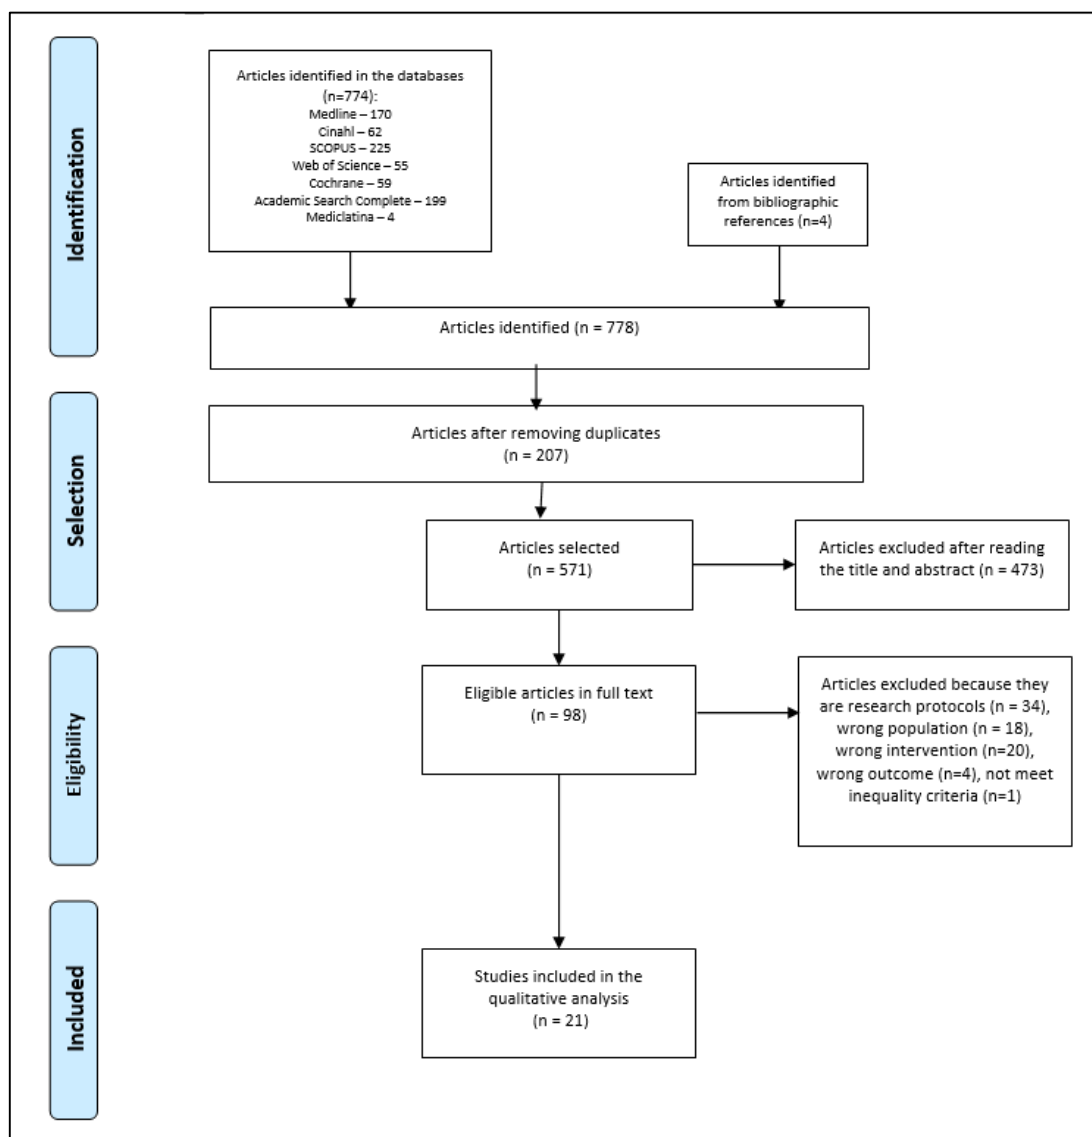 Identification
Articles identified in the databases
(n=774):
Medline – 170
Cinahl – 62
SCOPUS – 225
Web of Science – 55
Cochrane – 59
Academic Search Complete – 199
Mediclatina – 4
Articles identified
from bibliographic
references (n=4)
Articles identified (n = 778)
Selection
Articles after removing duplicates
(n = 207)
Articles selected
(n = 571)
Articles excluded after reading
the title and abstract (n = 473)
Eligibility
Eligible articles in full text
(n = 98)
Articles excluded because they
are research protocols (n = 34),
wrong population (n = 18),
wrong intervention (n=20),
wrong outcome (n=4), not meet
inequality criteria (n=1)
Included
Studies included in the
qualitative analysis
(n = 21)